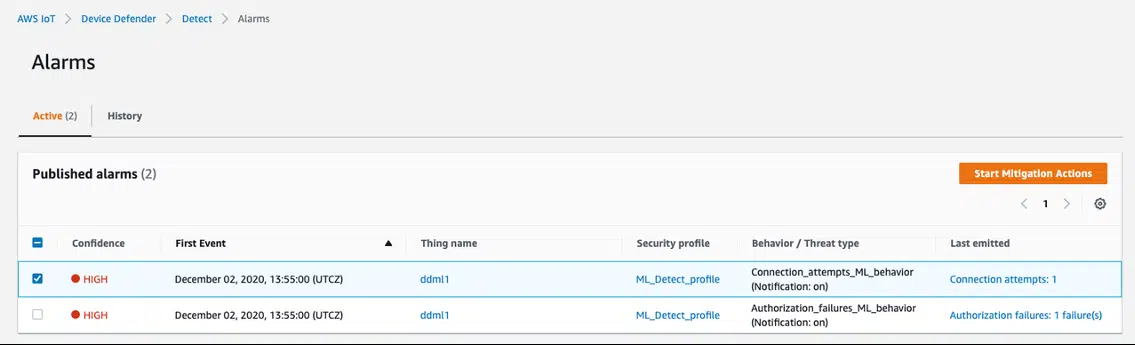 AWS IoT > Device Defender > Detect > Alarms
Alarms
Active (2) History
Published alarms (2) Start Mitigation Actions
1
Confidence First Event Thing name Security profile Behavior / Threat type Last emitted
HIGH December 02, 2020, 13:55:00 (UTCZ) ddml1 ML_Detect_profile Connection_attempts_ML_behavior Connection attempts: 1
(Notification: on)
HIGH December 02, 2020, 13:55:00 (UTCZ) ddml1 ML_Detect_profile Authorization_failures_ML_behavior Authorization failures: 1 failure(s)
(Notification: on)